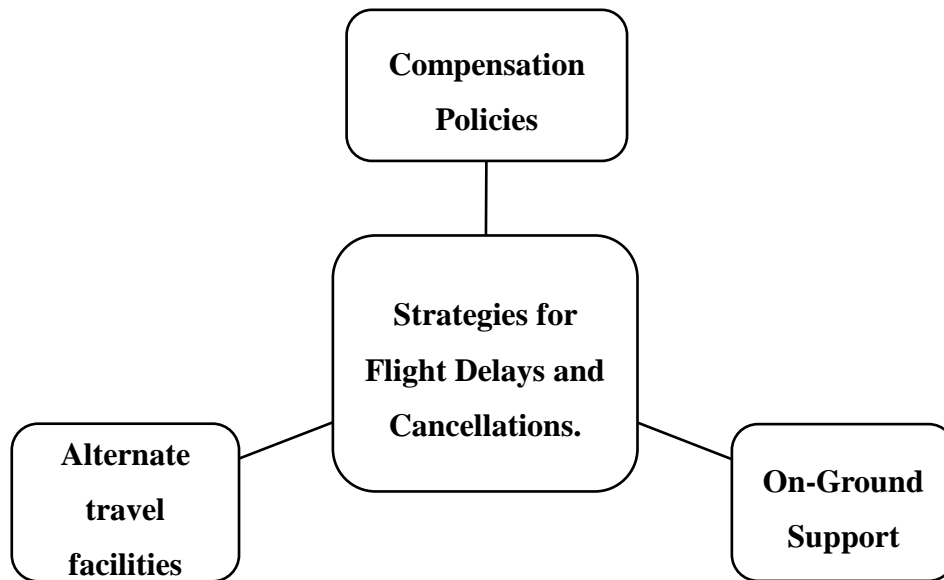 Compensation
Policies
Strategies for
Flight Delays and
Cancellations.
Alternate
travel
facilities
On-Ground
Support